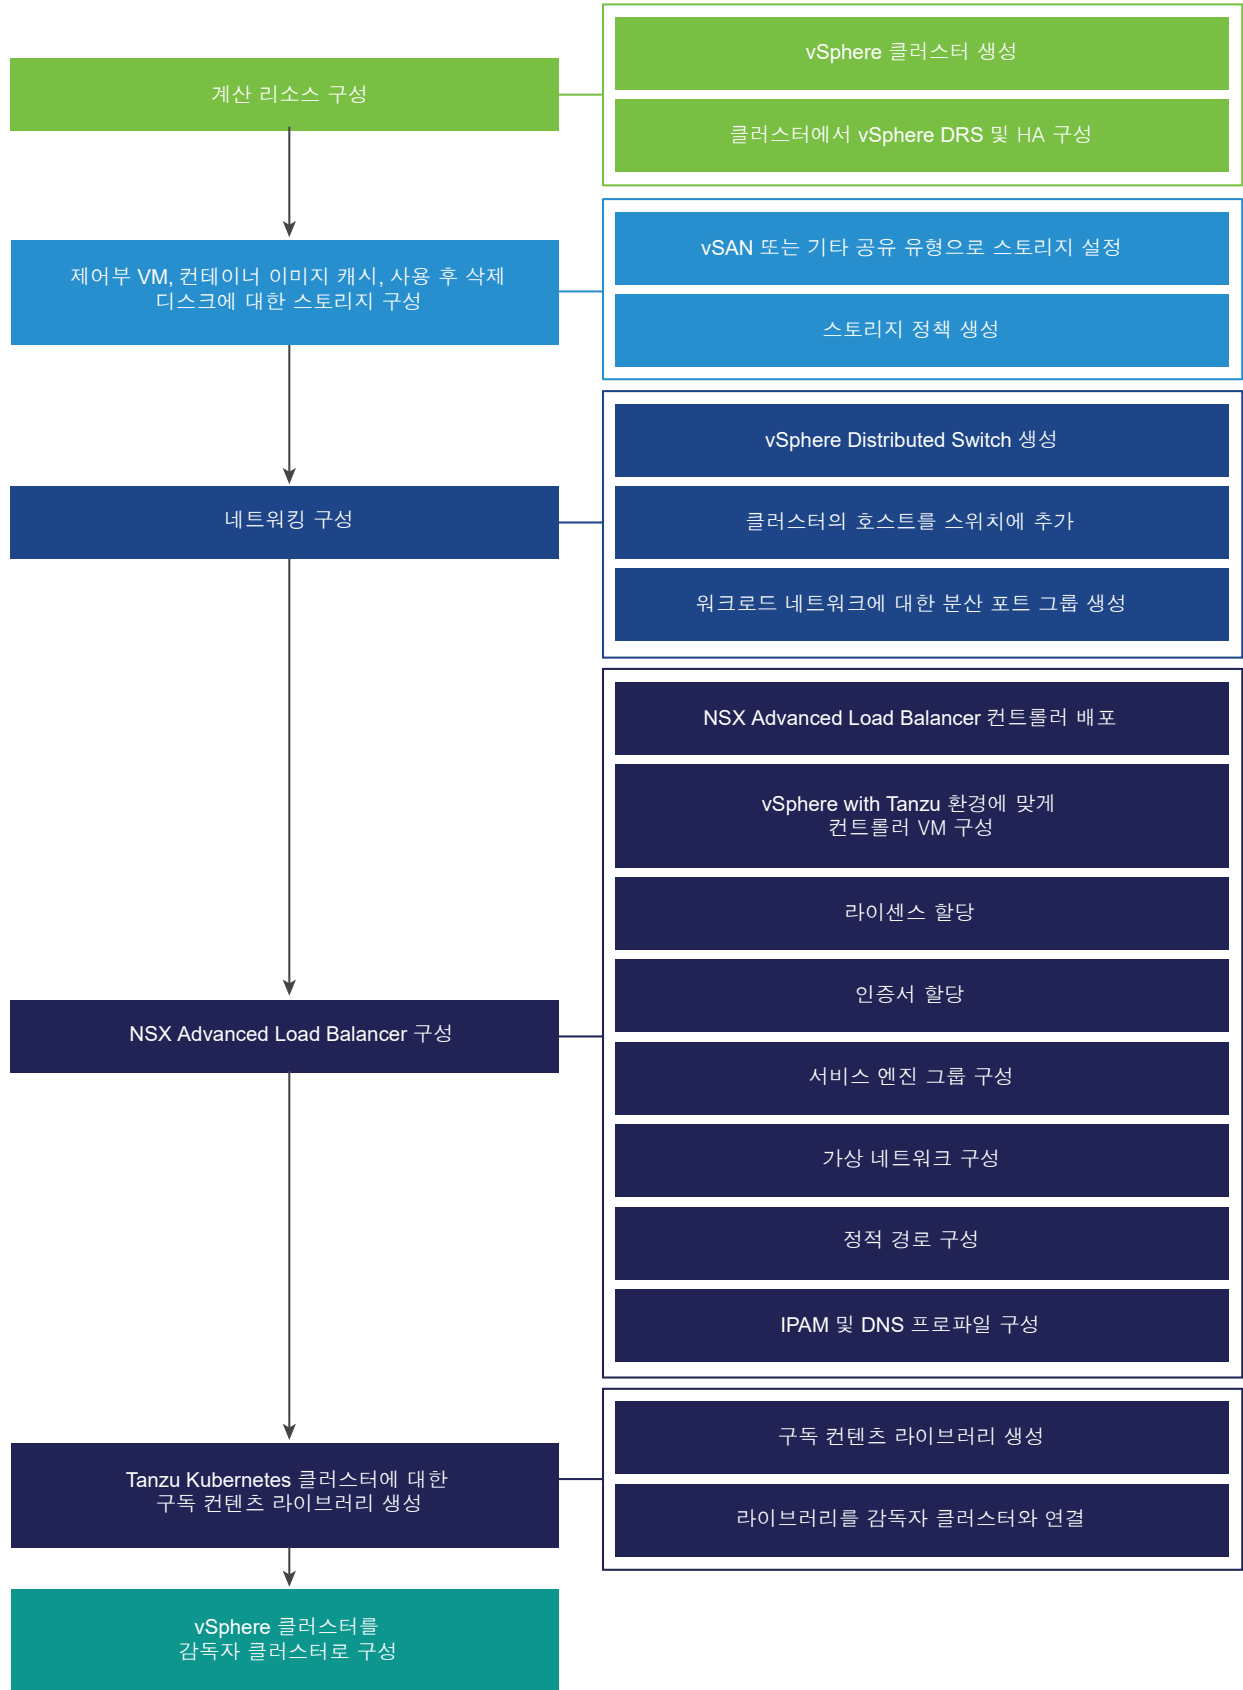 계산 리소스 구성
vSphere 클러스터 생성
클러스터에서 vSphere DRS 및 HA 구성
제어부 VM, 컨테이너 이미지 캐시, 사용 후 삭제
디스크에 대한 스토리지 구성
vSAN 또는 기타 공유 유형으로 스토리지 설정
스토리지 정책 생성
네트워킹 구성
vSphere Distributed Switch 생성
클러스터의 호스트를 스위치에 추가
워크로드 네트워크에 대한 분산 포트 그룹 생성
NSX Advanced Load Balancer 구성
NSX Advanced Load Balancer 컨트롤러 배포
vSphere with Tanzu 환경에 맞게
컨트롤러 VM 구성
라이센스 할당
인증서 할당
서비스 엔진 그룹 구성
가상 네트워크 구성
정적 경로 구성
IPAM 및 DNS 프로파일 구성
Tanzu Kubernetes 클러스터에 대한
구독 컨텐츠 라이브러리 생성
구독 컨텐츠 라이브러리 생성
라이브러리를 감독자 클러스터와 연결
vSphere 클러스터를
감독자 클러스터로 구성